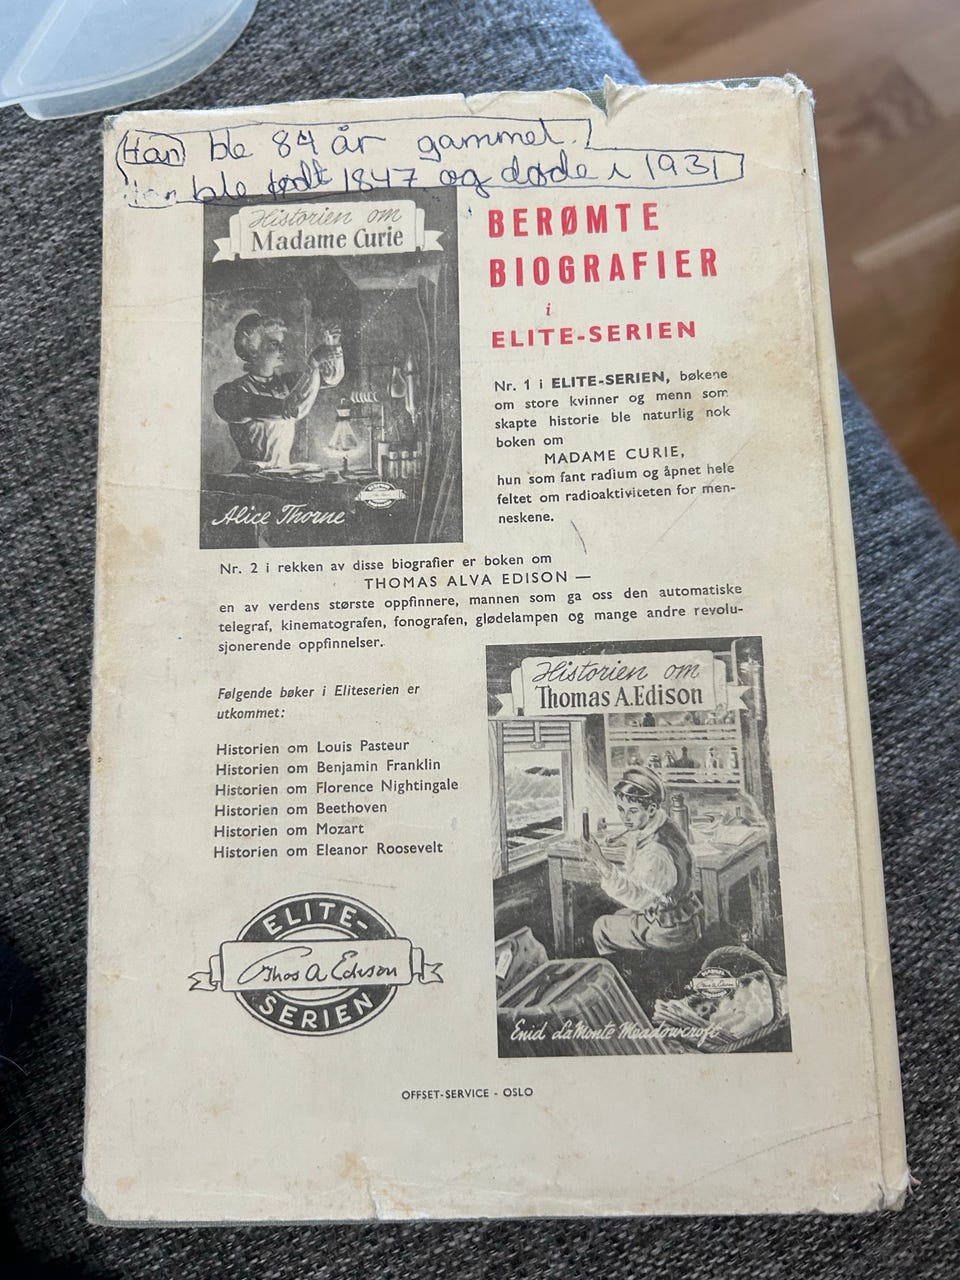 Han ble 84 år gammel.
Han ble født 1847 og døde i 1931
Historien om
Madame Curie
Alice Thorne
BERØMTE
BIOGRAFIER
i
ELITE-SERIEN
Nr. 1 i ELITE-SERIEN, bøkene
om store kvinner og menn som
skapte historie ble naturlig nok
boken om
MADAME CURIE,
hun som fant radium og åpnet hele
feltet om radioaktiviteten for men-
neskene.
Nr. 2 i rekken av disse biografier er boken om
THOMAS ALVA EDISON —
en av verdens største oppfinnere, mannen som ga oss den automatiske
telegraf, kinematografen, fonografen, glødelampen og mange andre revolu-
sjonerende oppfinnelser.
Følgende bøker i Eliteserien er
utkommet:
Historien om Louis Pasteur
Historien om Benjamin Franklin
Historien om Florence Nightingale
Historien om Beethoven
Historien om Mozart
Historien om Eleanor Roosevelt
ELITE-
Thos A Edison
SERIEN
Historien om
Thomas A. Edison
Enid LaMonte Meadowcroft
OFFSET-SERVICE - OSLO